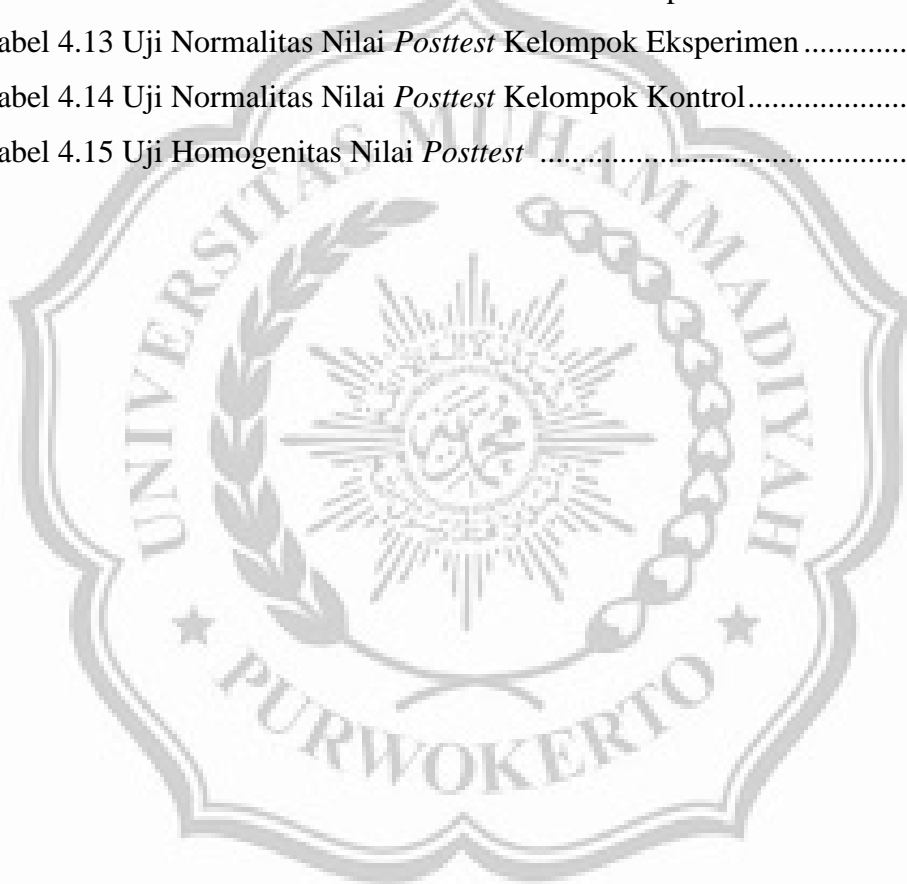 abel 4.13 Uji Normalitas Nilai Posttest Kelompok Eksperimen .............
abel 4.14 Uji Normalitas Nilai Posttest Kelompok Kontrol....................
abel 4.15 Uji Homogenitas Nilai Posttest ..............................................
UNIVERSITAS MUHAMMADIYAH
PURWOKERTO
محمد